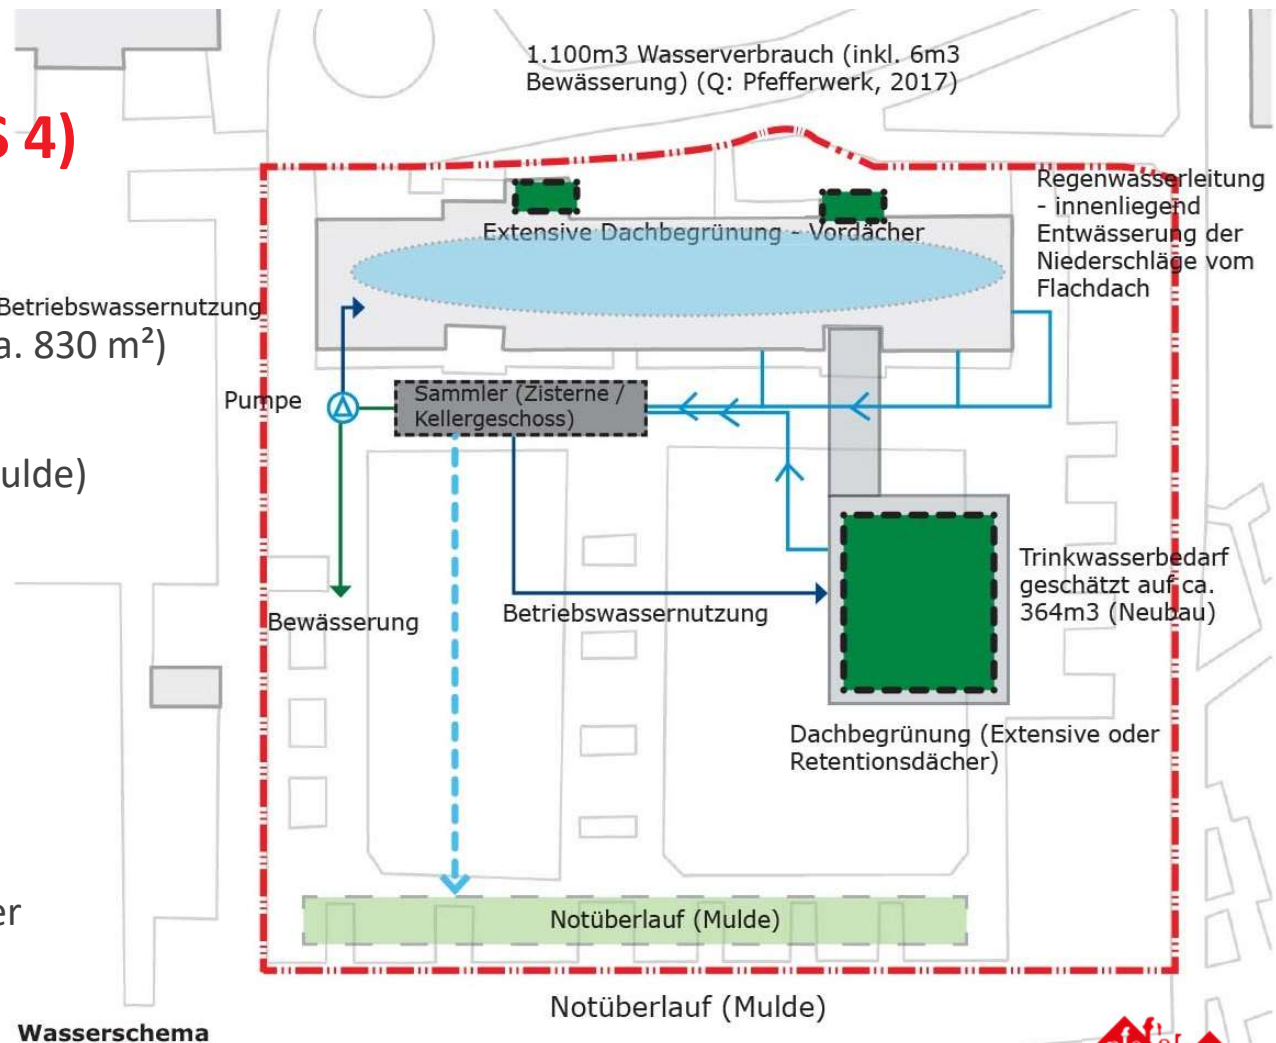 1.100m3 Wasserverbrauch (inkl. 6m3
Bewässerung) (Q: Pfefferwerk, 2017)
4)
Regenwasserleitung
- innenliegend
Entwässerung der
Niederschläge vom
Flachdach
Extensive Dachbegrünung - Vordächer
Betriebswassernutzung
a. 830 m²)
Pumpe
Sammler (Zisterne /
Kellergeschoss)
ulde)
Trinkwasserbedarf
geschätzt auf ca.
364m3 (Neubau)
Bewässerung
Betriebswassernutzung
Dachbegrünung (Extensive oder
Retentionsdächer)
er
Notüberlauf (Mulde)
Notüberlauf (Mulde)
Wasserschema